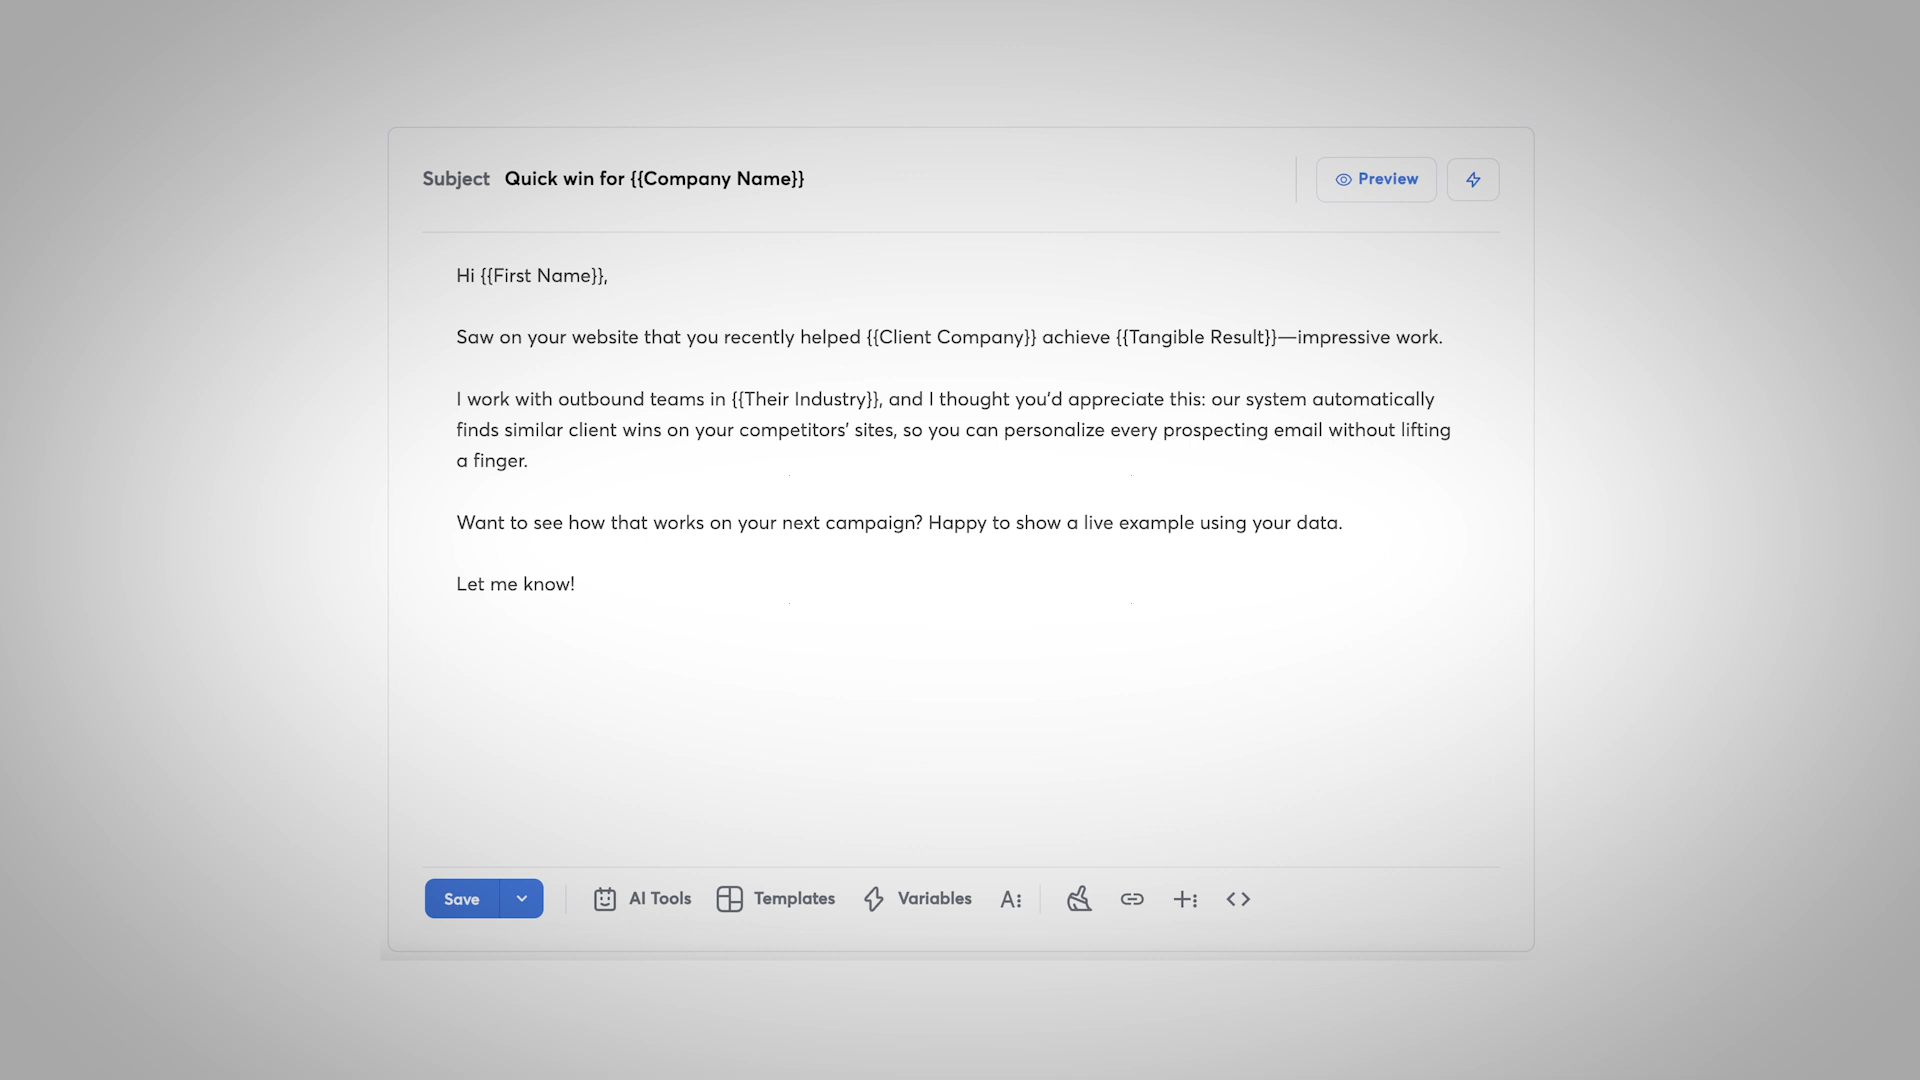 Subject Quick win for {{Company Name}}
Preview
Hi {{First Name}},
Saw on your website that you recently helped {{Client Company}} achieve {{Tangible Result}}—impressive work.
I work with outbound teams in {{Their Industry}}, and I thought you’d appreciate this: our system automatically
finds similar client wins on your competitors’ sites, so you can personalize every prospecting email without lifting
a finger.
Want to see how that works on your next campaign? Happy to show a live example using your data.
Let me know!
Save AI Tools Templates Variables A